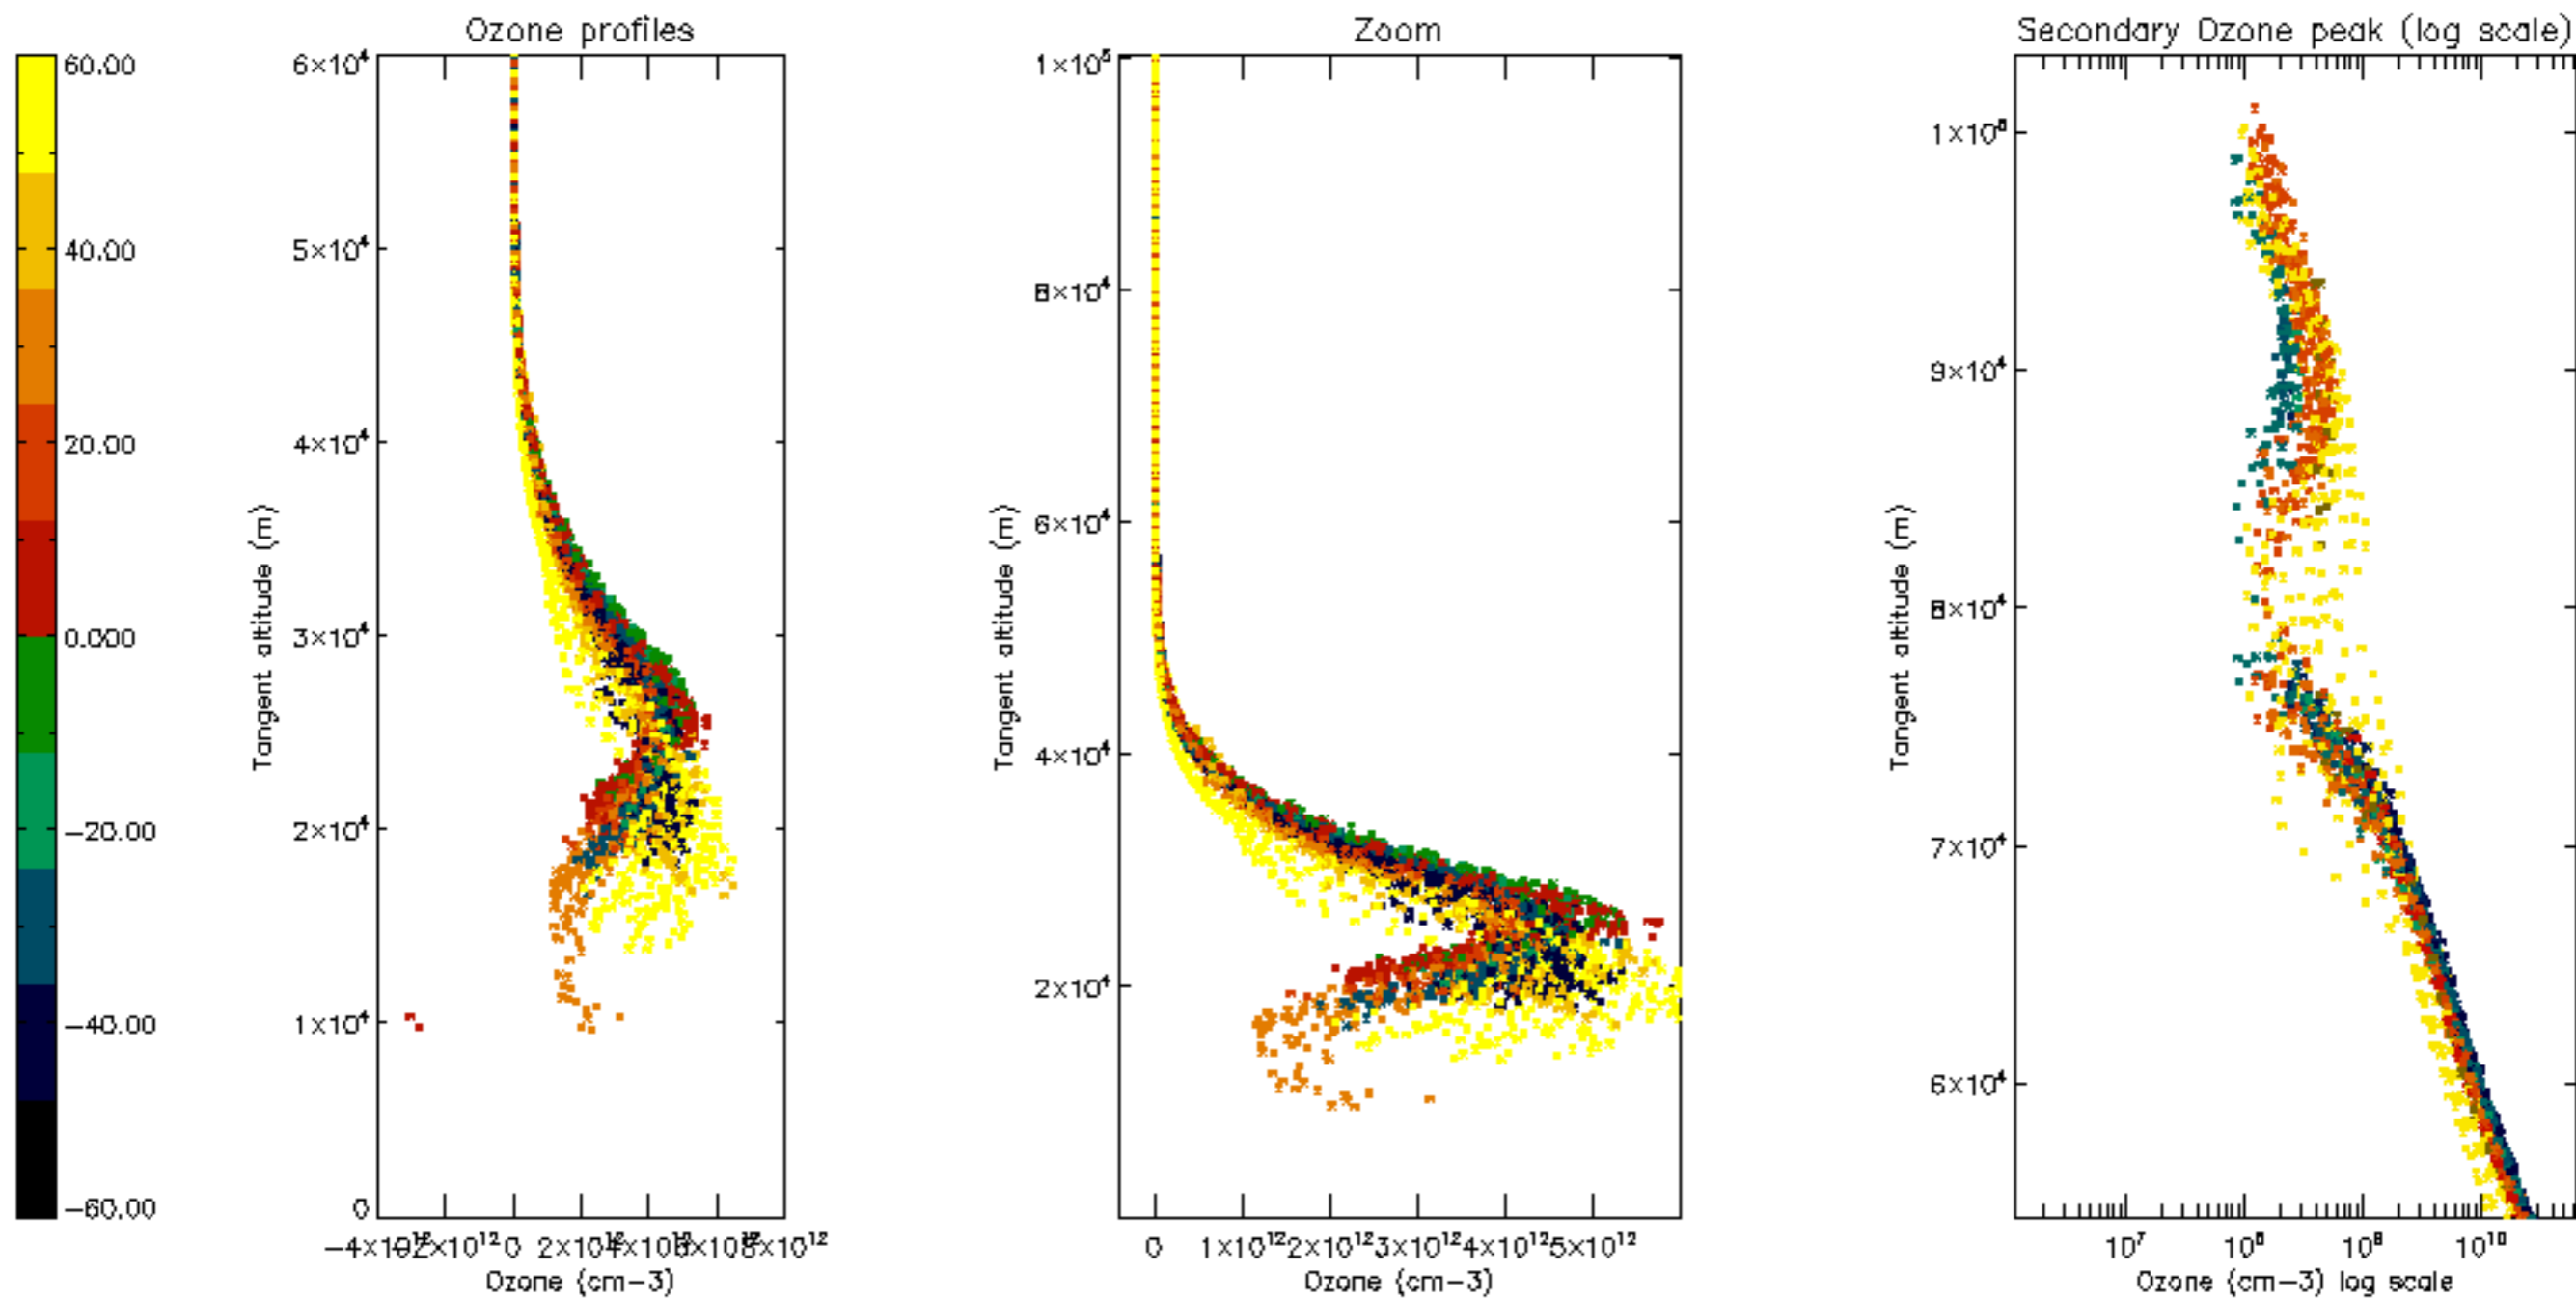 Ozone profiles
Zoom
Secondary Ozone peak (log scale)
60.00
40.00
20.00
0.000
−20.00
−40.00
−60.00
6×10⁴
5×10⁴
4×10⁴
3×10⁴
2×10⁴
1×10⁴
0
Tangent altitude (m)
0
Ozone (cm−3)
1×10⁵
8×10⁴
6×10⁴
4×10⁴
2×10⁴
Tangent altitude (m)
0 1×10¹² 2×10¹² 3×10¹² 4×10¹² 5×10¹²
Ozone (cm−3)
1×10⁵
9×10⁴
8×10⁴
7×10⁴
6×10⁴
Tangent altitude (m)
10⁷ 10⁸ 10⁹ 10¹⁰
Ozone (cm−3) log scale